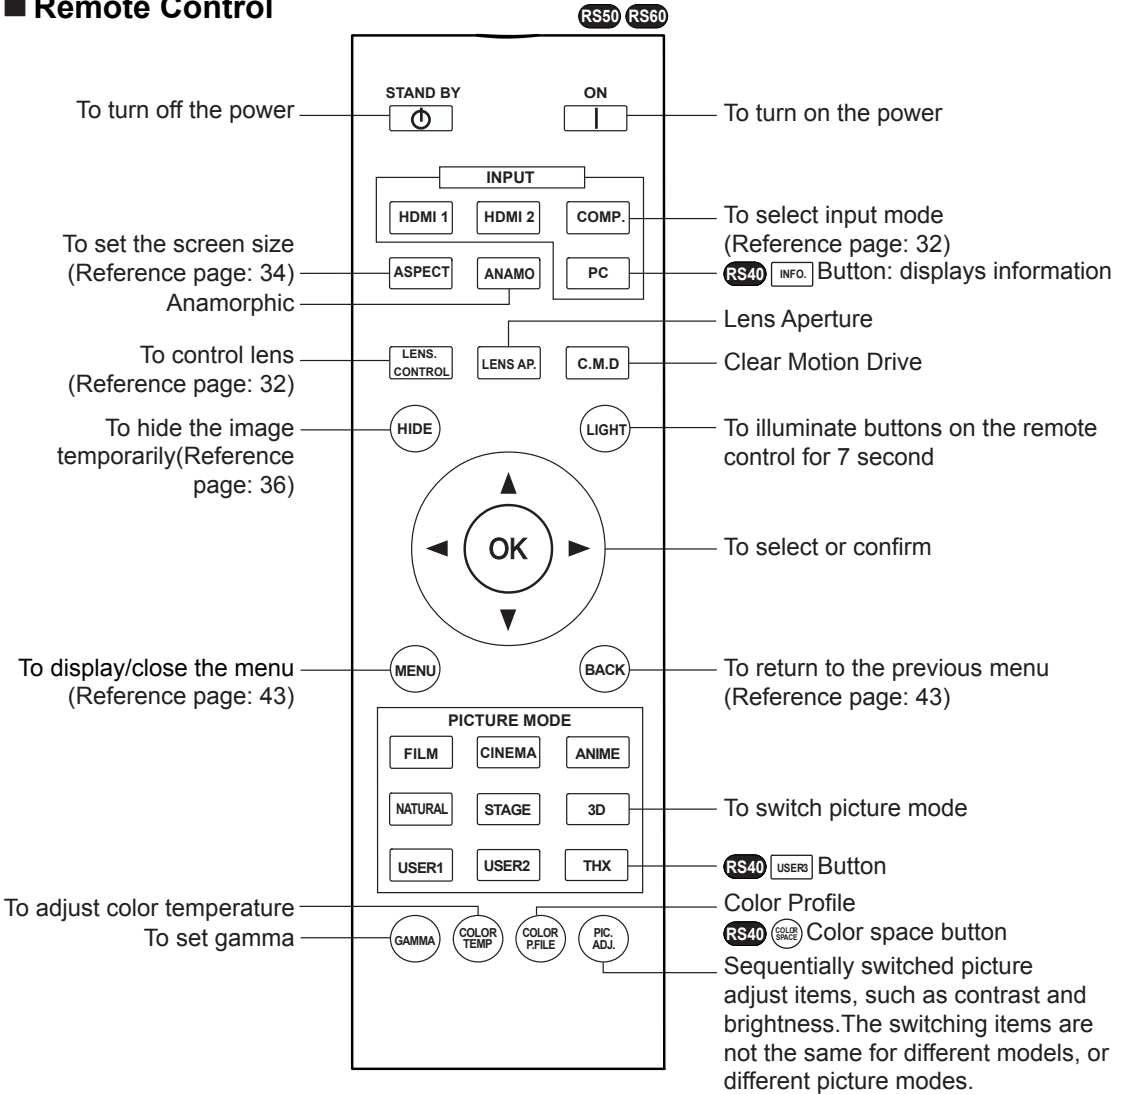 ■ Remote Control
RS50 RS60
STAND BY
ON
To turn off the power
To turn on the power
INPUT
HDMI 1
HDMI 2
COMP.
To select input mode
(Reference page: 32)
To set the screen size
(Reference page: 34)
ASPECT
ANAMO
PC
RS40 INFO. Button: displays information
Anamorphic
Lens Aperture
To control lens
(Reference page: 32)
LENS.
CONTROL
LENS AP.
C.M.D
Clear Motion Drive
To hide the image
temporarily(Reference
page: 36)
HIDE
LIGHT
To illuminate buttons on the remote
control for 7 second
OK
To select or confirm
To display/close the menu
(Reference page: 43)
MENU
BACK
To return to the previous menu
(Reference page: 43)
PICTURE MODE
FILM
CINEMA
ANIME
NATURAL
STAGE
3D
To switch picture mode
USER1
USER2
THX
RS40 USER3 Button
To adjust color temperature
To set gamma
GAMMA
COLOR
TEMP
COLOR
P.FILE
PIC.
ADJ.
Color Profile
RS40 COLOR SPACE Color space button
Sequentially switched picture
adjust items, such as contrast and
brightness.The switching items are
not the same for different models, or
different picture modes.